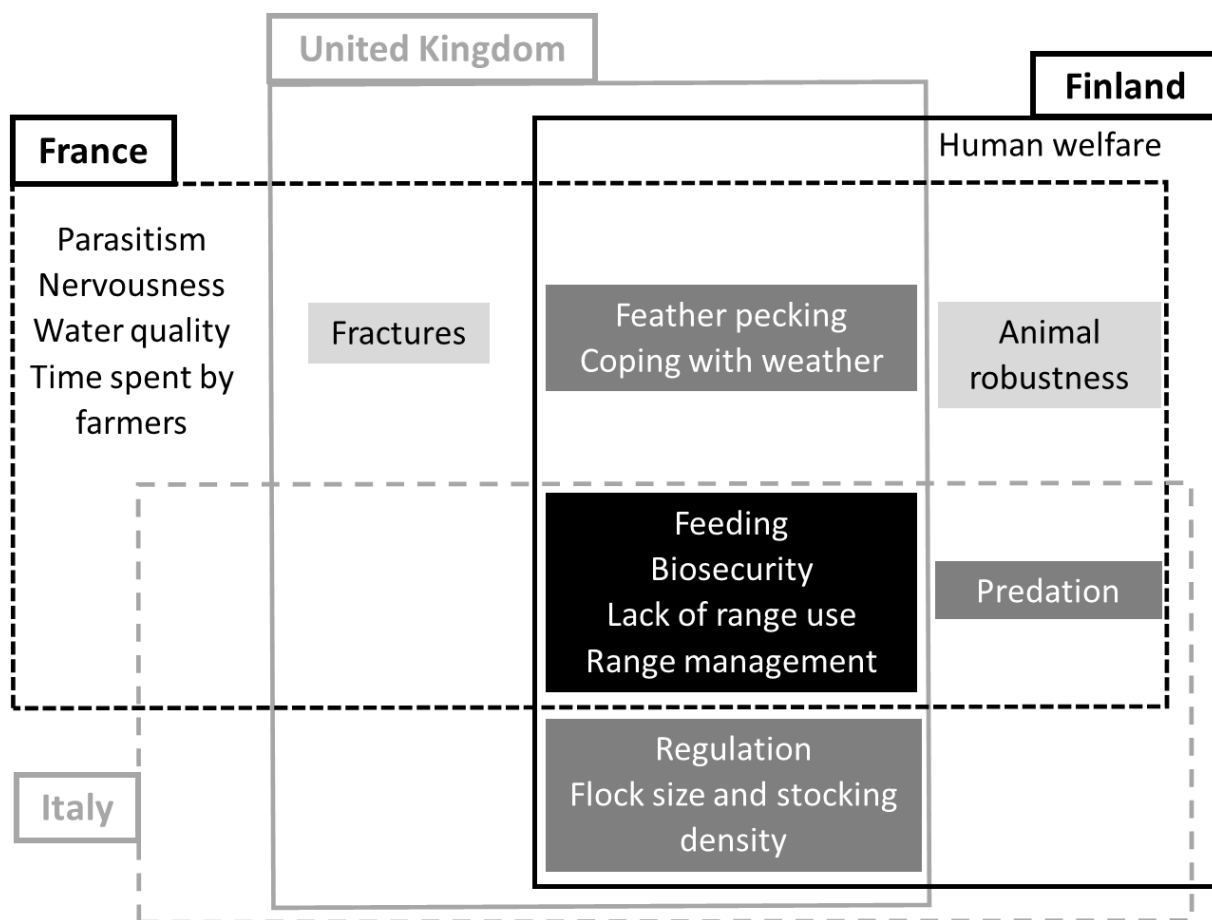 United Kingdom
Finland
Human welfare
France
Parasitism
Nervousness
Water quality
Time spent by
farmers
Fractures
Feather pecking
Coping with weather
Animal
robustness
Feeding
Biosecurity
Lack of range use
Range management
Predation
Regulation
Flock size and stocking
density
Italy